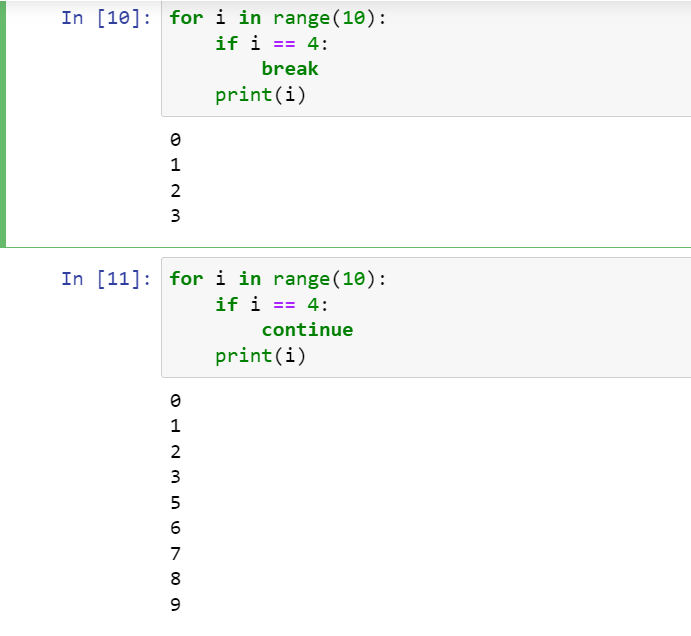 In [10]: for i in range(10):
    if i == 4:
        break
    print(i)
0
1
2
3
In [11]: for i in range(10):
    if i == 4:
        continue
    print(i)
0
1
2
3
5
6
7
8
9